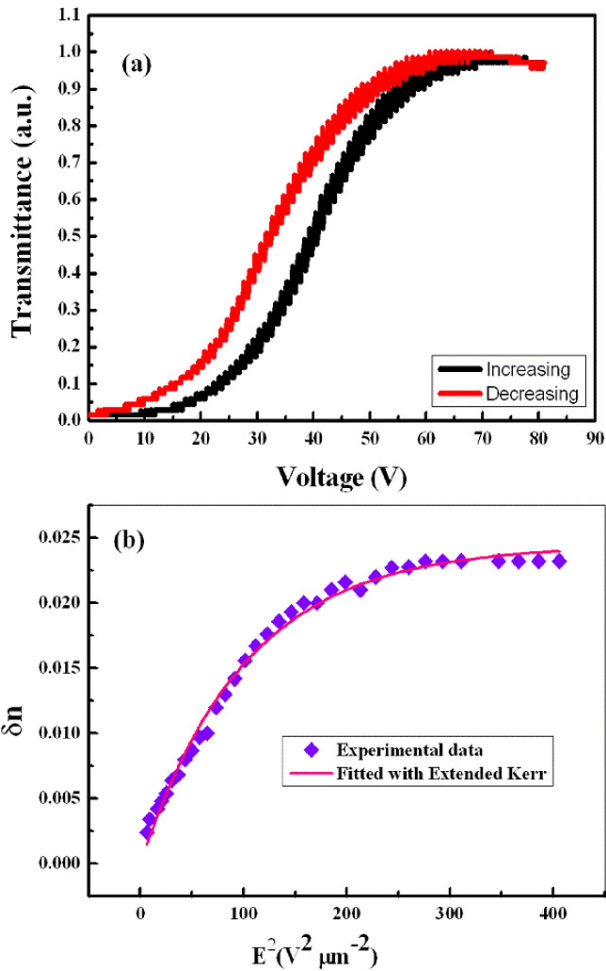 (a)
Transmittance (a.u.)
1.0
0.9
0.8
0.7
0.6
0.5
0.4
0.3
0.2
0.1
0.0
Increasing
Decreasing
0 10 20 30 40 50 60 70 80 90
Voltage (V)
(b)
δn
0.025
0.020
0.015
0.010
0.005
0.000
Experimental data
Fitted with Extended Kerr
0 100 200 300 400
E²(V² μm⁻²)